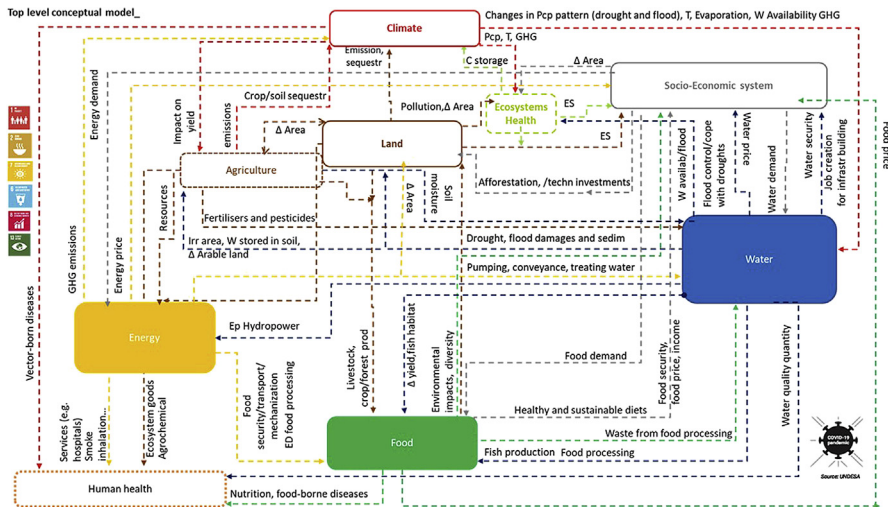 Top level conceptual model_
Changes in Pcp pattern (drought and flood), T, Evaporation, W Availability GHG
Climate
Pcp, T, GHG
Emission,
sequestr
C storage
Δ Area
Socio-Economic system
Energy demand
Crop/soil sequestr
Pollution,Δ Area
Ecosystems
Health
ES
Impact on
yield
emissions
Δ Area
Land
ES
W availab/flood
Flood control/cope
with droughts
Water price
Water demand
Water security
Job creation
for infrastr building
Food price
Agriculture
Resources
Δ Area
Soil
moisture
Afforestation, /techn investments
Fertilisers and pesticides
Irr area, W stored in soil,
Δ Arable land
Drought, flood damages and sedim
Water
Pumping, conveyance, treating water
GHG emissions
Energy price
Vector-born diseases
Energy
Ep Hydropower
Livestock,
crop/forest prod
Δ yield,fish habitat
Environmental
impacts, diversity
Food demand
Food security,
food price, income
Water quality quantity
Services (e.g.
hospitals)
Smoke
inhalation...
Ecosystem goods
Agrochemical
Food
security/transport/
mechanization
ED food processing
Healthy and sustainable diets
Food
Waste from food processing
Fish production
Food processing
COVID-19
pandemic
Source: UNDESA
Human health
Nutrition, food-borne diseases